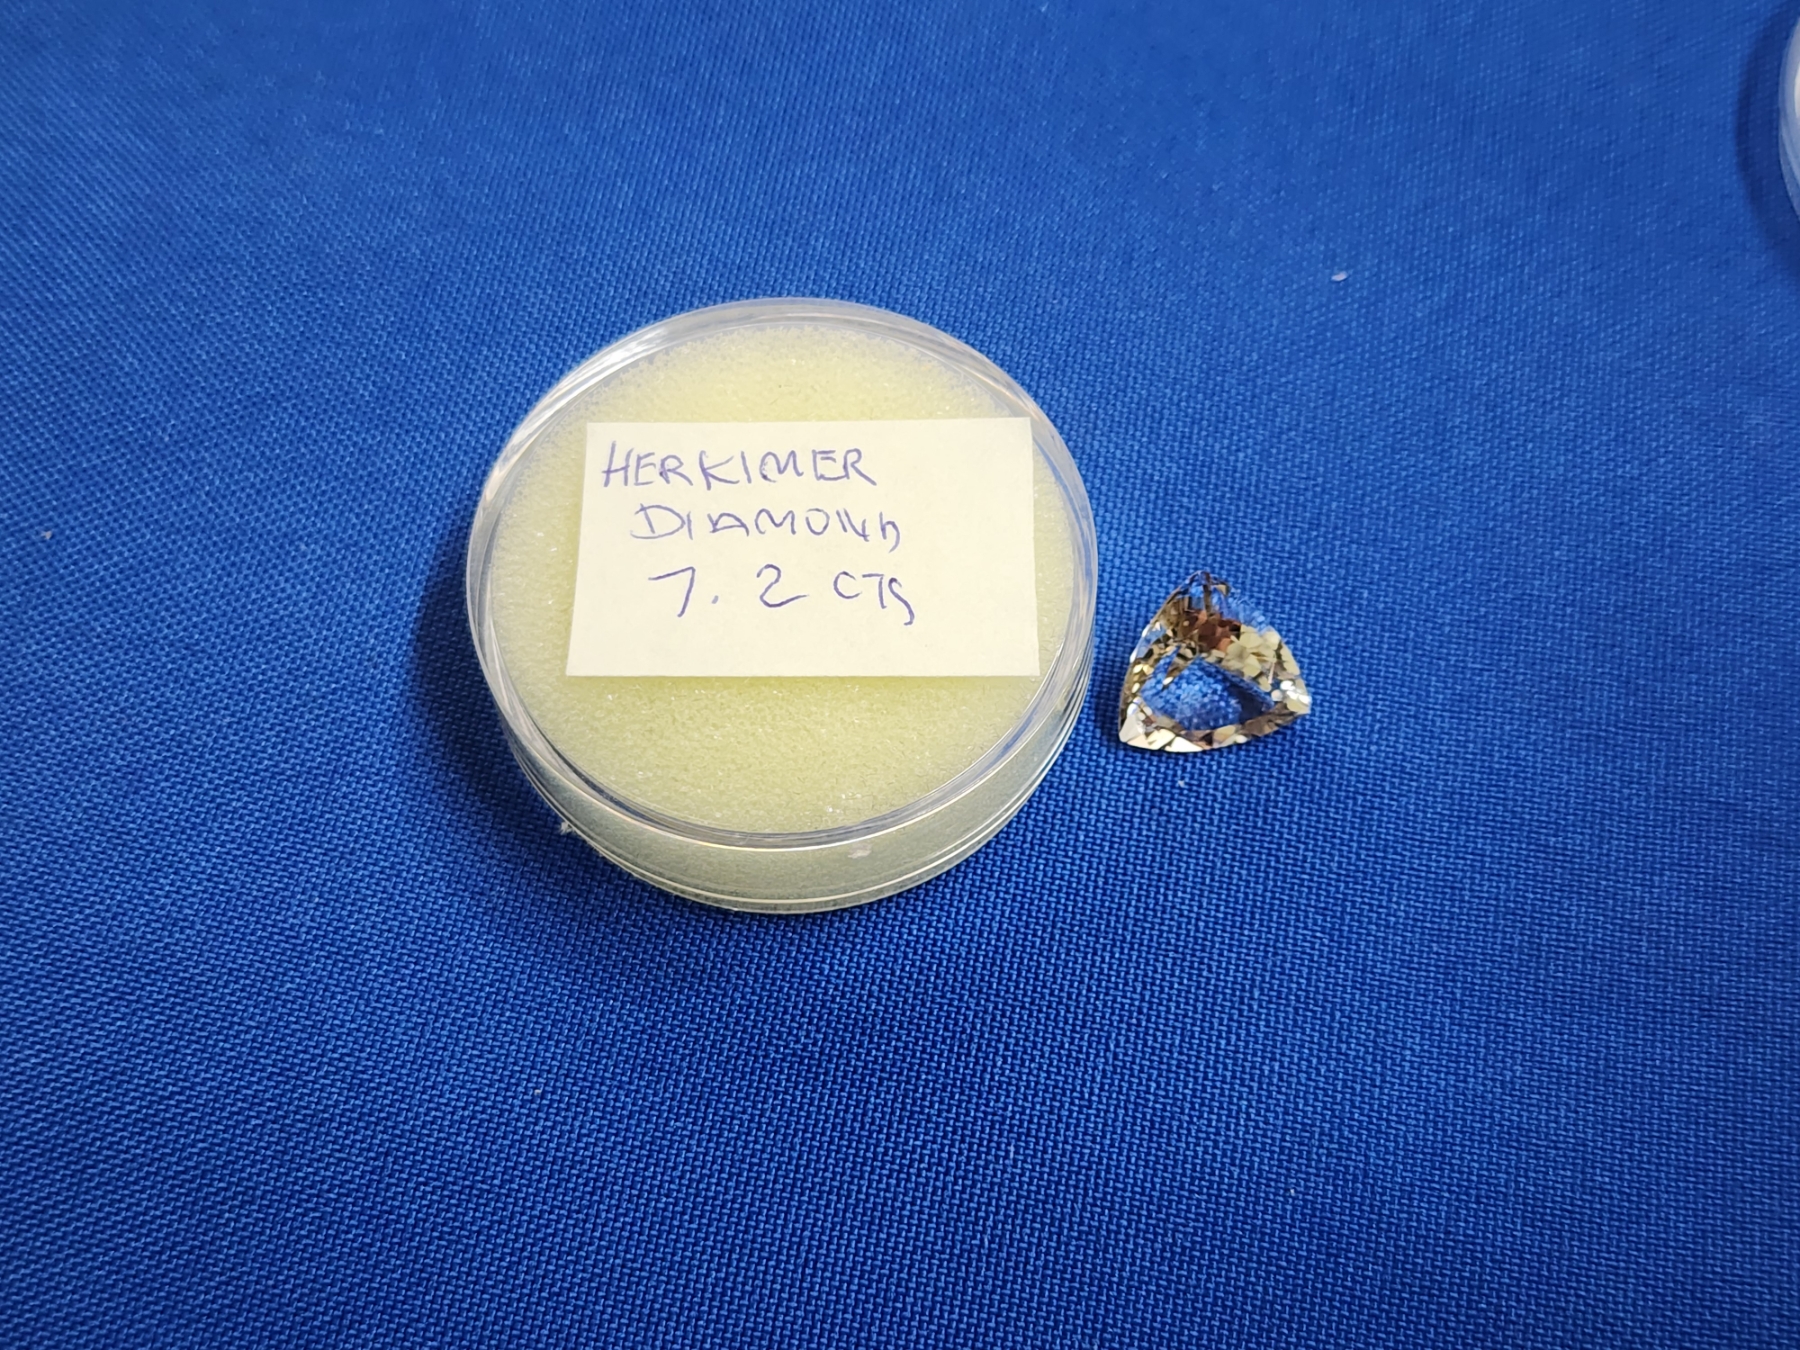 HERKIMER
DIAMOND
7.2 CTS